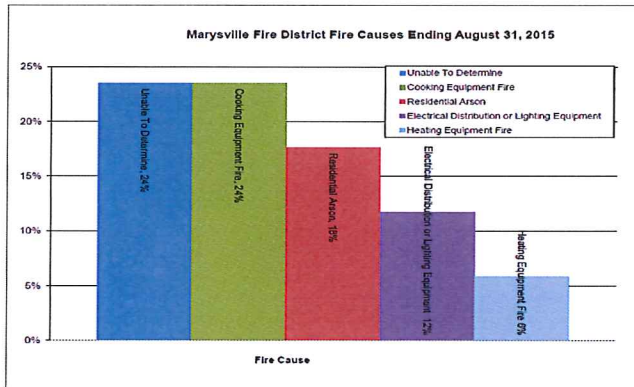 Marysville Fire District Fire Causes Ending August 31, 2015
25%
20%
15%
10%
5%
0%
Unable To Determine
Cooking Equipment Fire
Residential Arson
Electrical Distribution or Lighting Equipment
Heating Equipment Fire
Unable To Determine, 24%
Cooking Equipment Fire, 24%
Residential Arson, 18%
Electrical Distribution or
Lighting Equipment 12%
Heating Equipment Fire 6%
Fire Cause